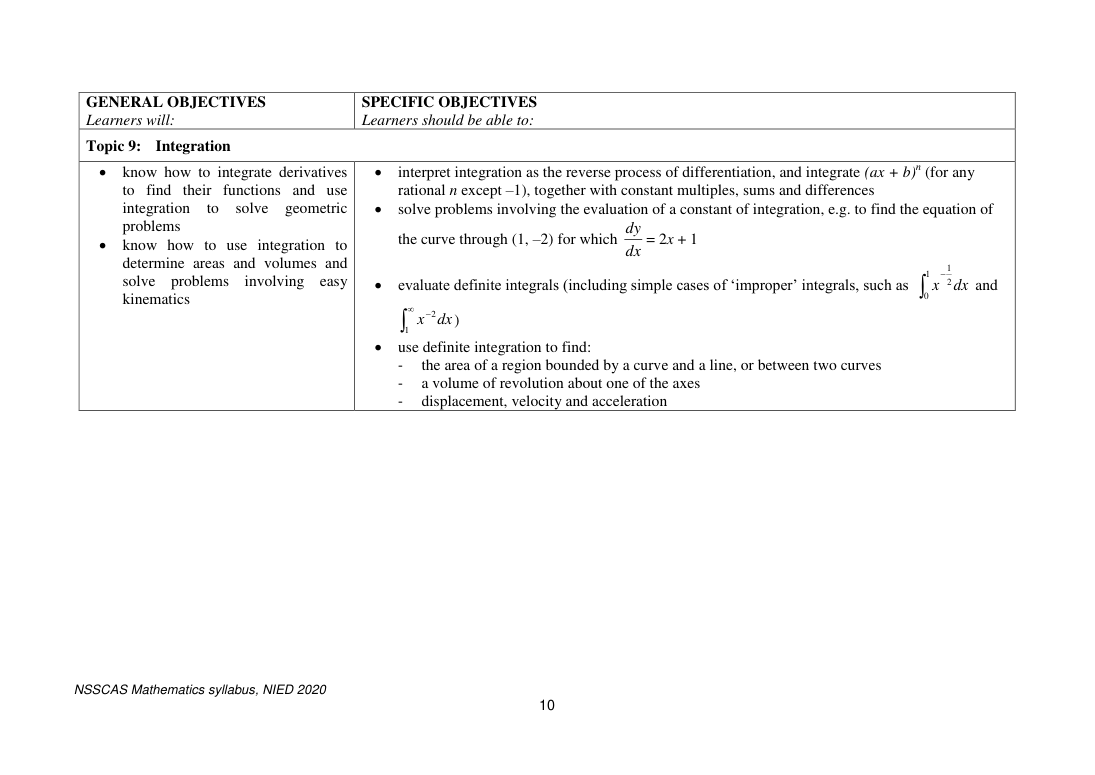 GENERAL OBJECTIVES
Learners will:
SPECIFIC OBJECTIVES
Learners should be able to:
Topic 9: Integration
• know how to integrate derivatives
to find their functions and use
integration to solve geometric
problems
• know how to use integration to
determine areas and volumes and
solve problems involving easy
kinematics
• interpret integration as the reverse process of differentiation, and integrate (ax + b)^n (for any
rational n except –1), together with constant multiples, sums and differences
• solve problems involving the evaluation of a constant of integration, e.g. to find the equation of
the curve through (1, –2) for which dy/dx = 2x + 1
• evaluate definite integrals (including simple cases of ‘improper’ integrals, such as ∫_0^1 x^(-1/2) dx and
∫_1^∞ x^(-2) dx )
• use definite integration to find:
- the area of a region bounded by a curve and a line, or between two curves
- a volume of revolution about one of the axes
- displacement, velocity and acceleration
NSSCAS Mathematics syllabus, NIED 2020
10